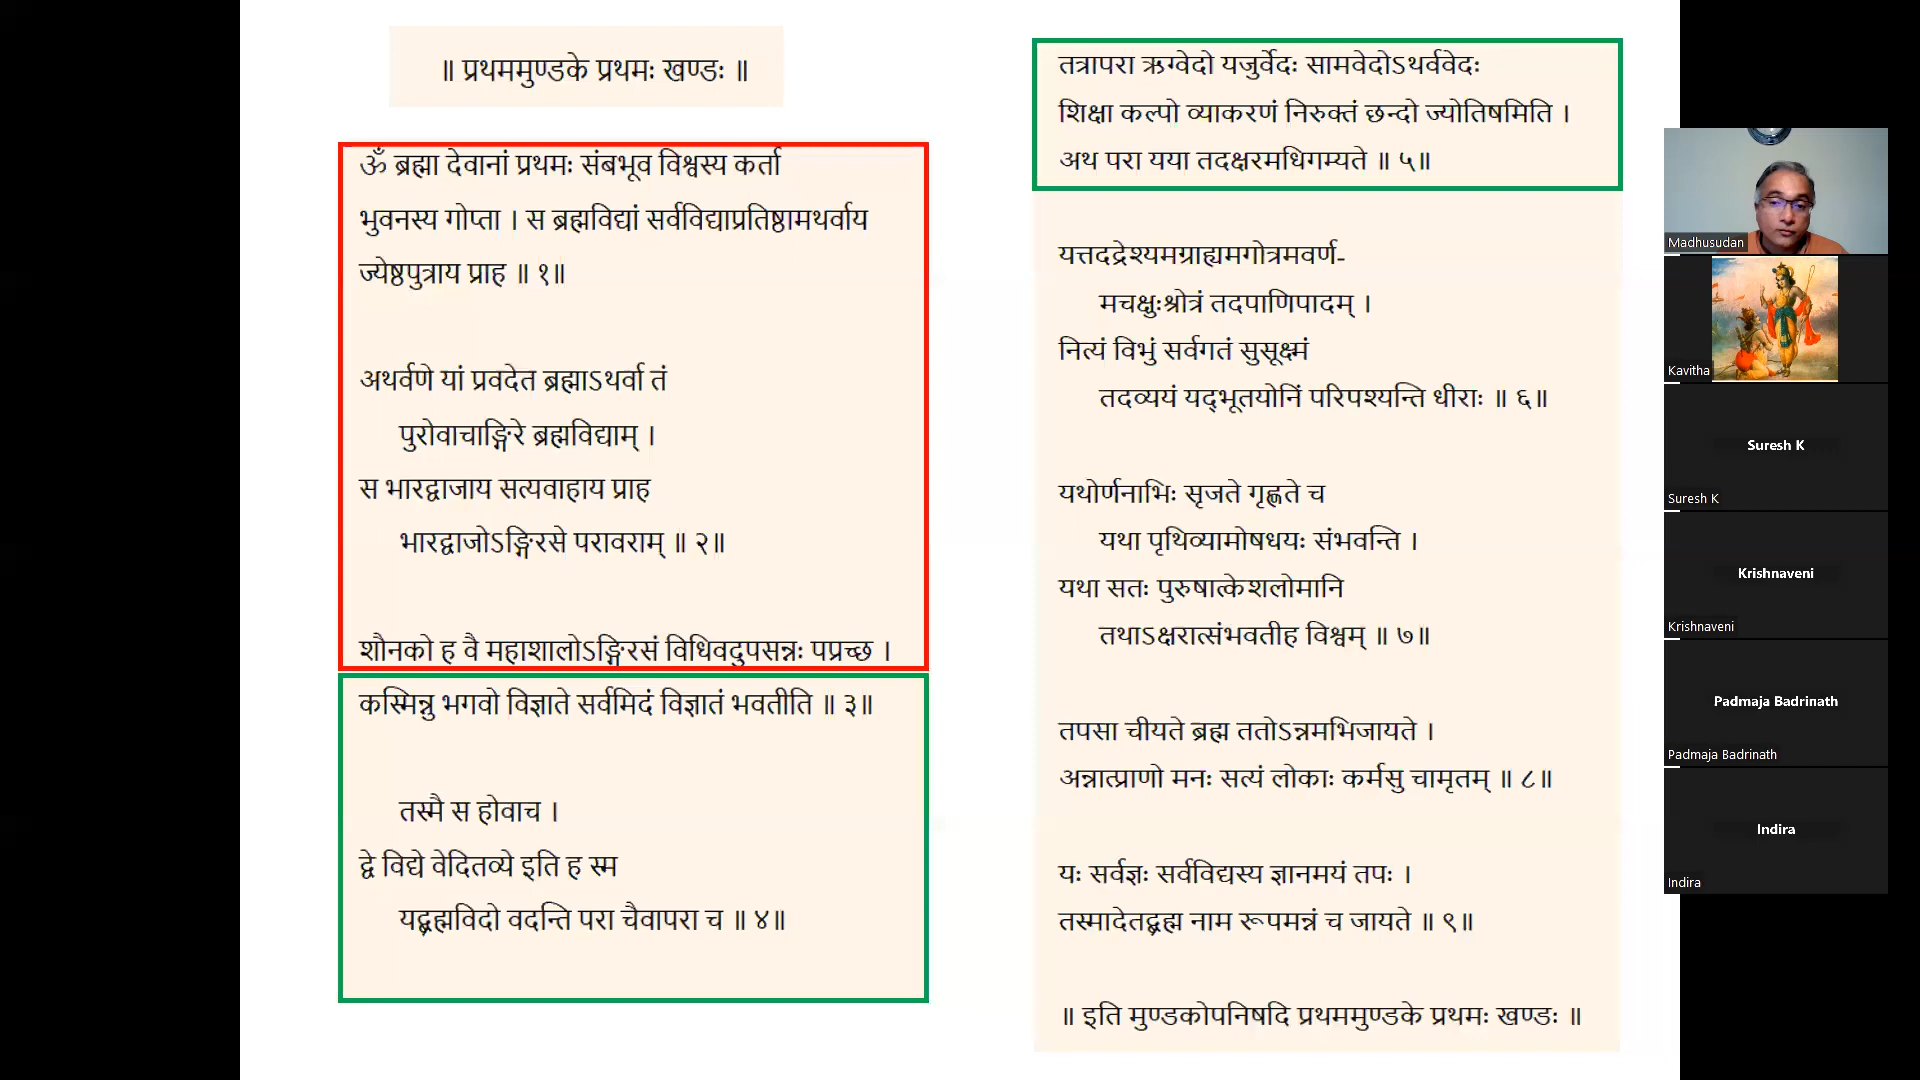 ॥ प्रथममुण्डके प्रथमः खण्डः ॥
ॐ ब्रह्मा देवानां प्रथमः संबभूव विश्वस्य कर्ता
भुवनस्य गोप्ता । स ब्रह्मविद्यां सर्वविद्याप्रतिष्ठामथर्वाय
ज्येष्ठपुत्राय प्राह ॥ १॥
अथर्वणे यां प्रवदेत ब्रह्माऽथर्वा तं
पुरोवाचाङ्गिरे ब्रह्मविद्याम् ।
स भारद्वाजाय सत्यवाहाय प्राह
भारद्वाजोऽङ्गिरसे परावराम् ॥ २॥
शौनको ह वै महाशालोऽङ्गिरसं विधिवदुपसन्नः पप्रच्छ ।
कस्मिन्नु भगवो विज्ञाते सर्वमिदं विज्ञातं भवतीति ॥ ३॥
तस्मै स होवाच ।
द्वे विद्ये वेदितव्ये इति ह स्म
यद्ब्रह्मविदो वदन्ति परा चैवापरा च ॥ ४॥
तत्रापरा ऋग्वेदो यजुर्वेदः सामवेदोऽथर्ववेदः
शिक्षा कल्पो व्याकरणं निरुक्तं छन्दो ज्योतिषमिति ।
अथ परा यया तदक्षरमधिगम्यते ॥ ५॥
यत्तदद्रेश्यमग्राह्यमगोत्रमवर्ण-
मचक्षुःश्रोत्रं तदपाणिपादम् ।
नित्यं विभुं सर्वगतं सुसूक्ष्मं
तदव्ययं यद्भूतयोनिं परिपश्यन्ति धीराः ॥ ६॥
यथोर्णनाभिः सृजते गृह्णते च
यथा पृथिव्यामोषधयः संभवन्ति ।
यथा सतः पुरुषात्केशलोमानि
तथाऽक्षरात्संभवतीह विश्वम् ॥ ७॥
तपसा चीयते ब्रह्म ततोऽन्नमभिजायते ।
अन्नात्प्राणो मनः सत्यं लोकाः कर्मसु चामृतम् ॥ ८॥
यः सर्वज्ञः सर्वविद्यस्य ज्ञानमयं तपः ।
तस्मादेतद्ब्रह्म नाम रूपमन्नं च जायते ॥ ९॥
॥ इति मुण्डकोपनिषदि प्रथममुण्डके प्रथमः खण्डः ॥
Madhusudan
Kavitha
Suresh K
Suresh K
Krishnaveni
Krishnaveni
Padmaja Badrinath
Padmaja Badrinath
Indira
Indira